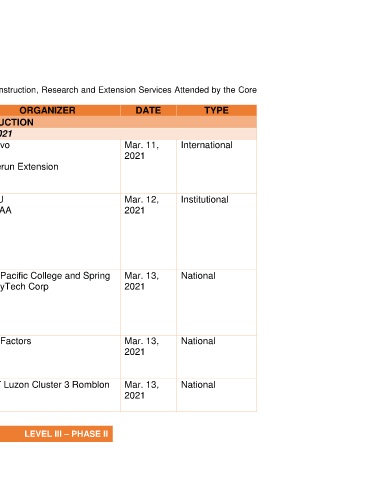 nstruction, Research and Extension Services Attended by the Core
ORGANIZER DATE TYPE
UCTION
021
vo Mar. 11, International
2021
erun Extension
U Mar. 12, Institutional
AA 2021
Pacific College and Spring Mar. 13, National
yTech Corp 2021
Factors Mar. 13, National
2021
T Luzon Cluster 3 Romblon Mar. 13, National
2021
LEVEL III – PHASE II